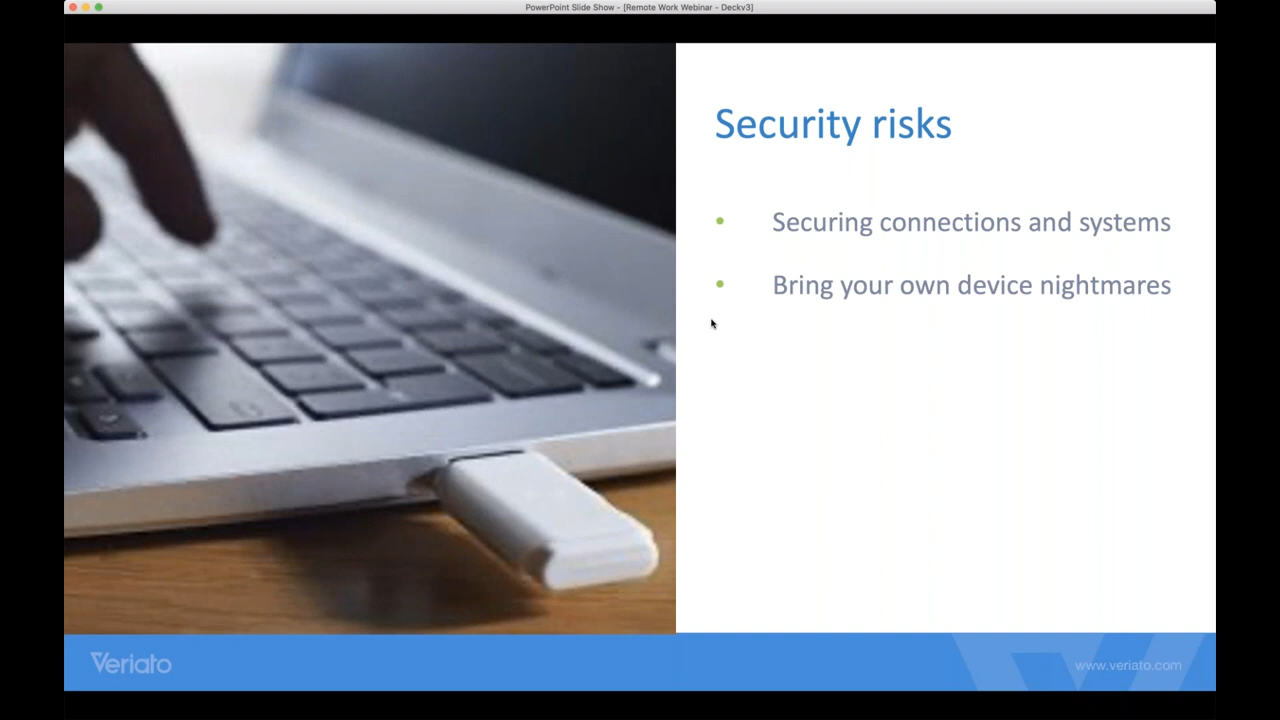 PowerPoint Slide Show - [Remote Work Webinar - Deckv3]
Security risks
• Securing connections and systems
• Bring your own device nightmares
Veriato
www.veriato.com